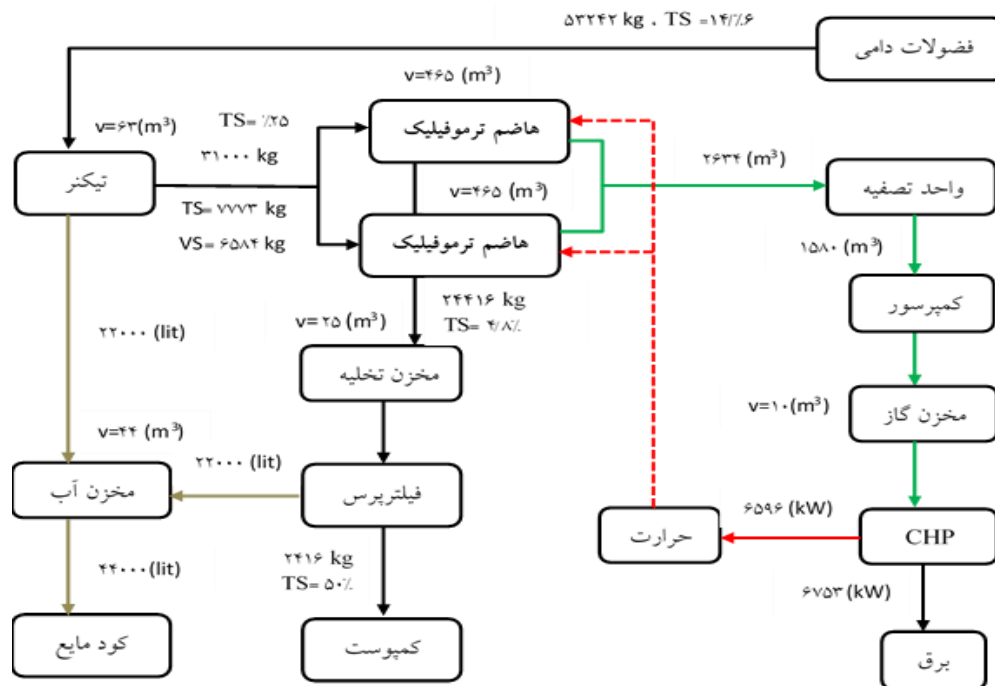 ۵۳۲۴۲ kg ، TS =۱۴/٪۶
فضولات دامی
v=۴۶۵ (m³)
v=۶۳(m³)
TS= ٪۲۵
هاضم ترموفیلیک
۳۱۰۰۰ kg
۲۶۳۴ (m³)
تیکنر
v=۴۶۵ (m³)
واحد تصفیه
TS= ۷۷۷۳ kg
VS= ۶۵۸۴ kg
هاضم ترموفیلیک
۱۵۸۰ (m³)
۲۴۴۱۶ kg
TS= ۴/۸٪
کمپرسور
v= ۲۵ (m³)
۲۲۰۰۰ (lit)
مخزن تخلیه
v=۱۰(m³)
مخزن گاز
v=۴۴ (m³)
۲۲۰۰۰ (lit)
مخزن آب
فیلترپرس
۶۵۹۶ (kW)
حرارت
CHP
۲۴۱۶ kg
TS= ۵۰٪
۴۴۰۰۰(lit)
۶۷۵۳ (kW)
کود مایع
کمپوست
برق